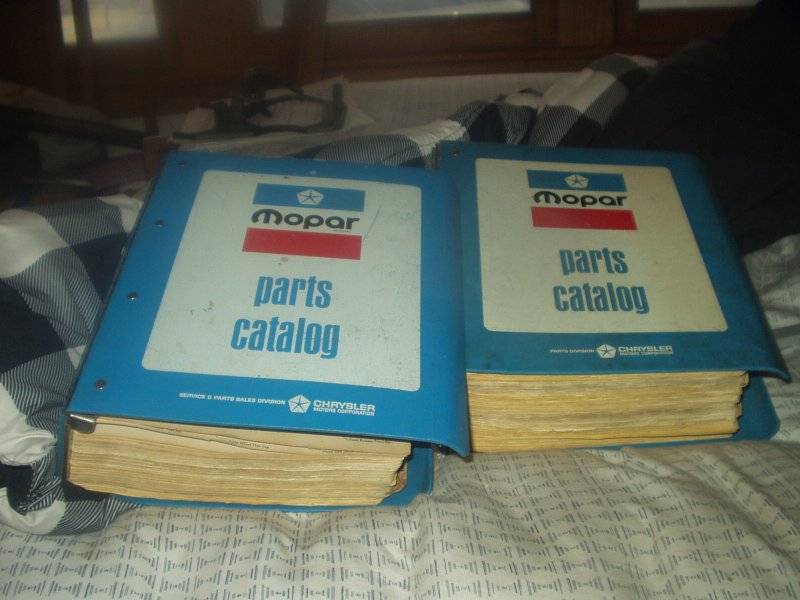 mopar
parts
catalog
SERVICE & PARTS SALES DIVISION
CHRYSLER
MOTORS CORPORATION
mopar
parts
catalog
PARTS DIVISION
CHRYSLER
MOTORS CORPORATION